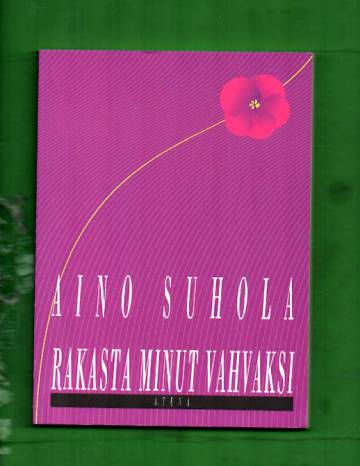 AINO SUHOLA
RAKASTA MINUT VAHVAKSI
ATENA